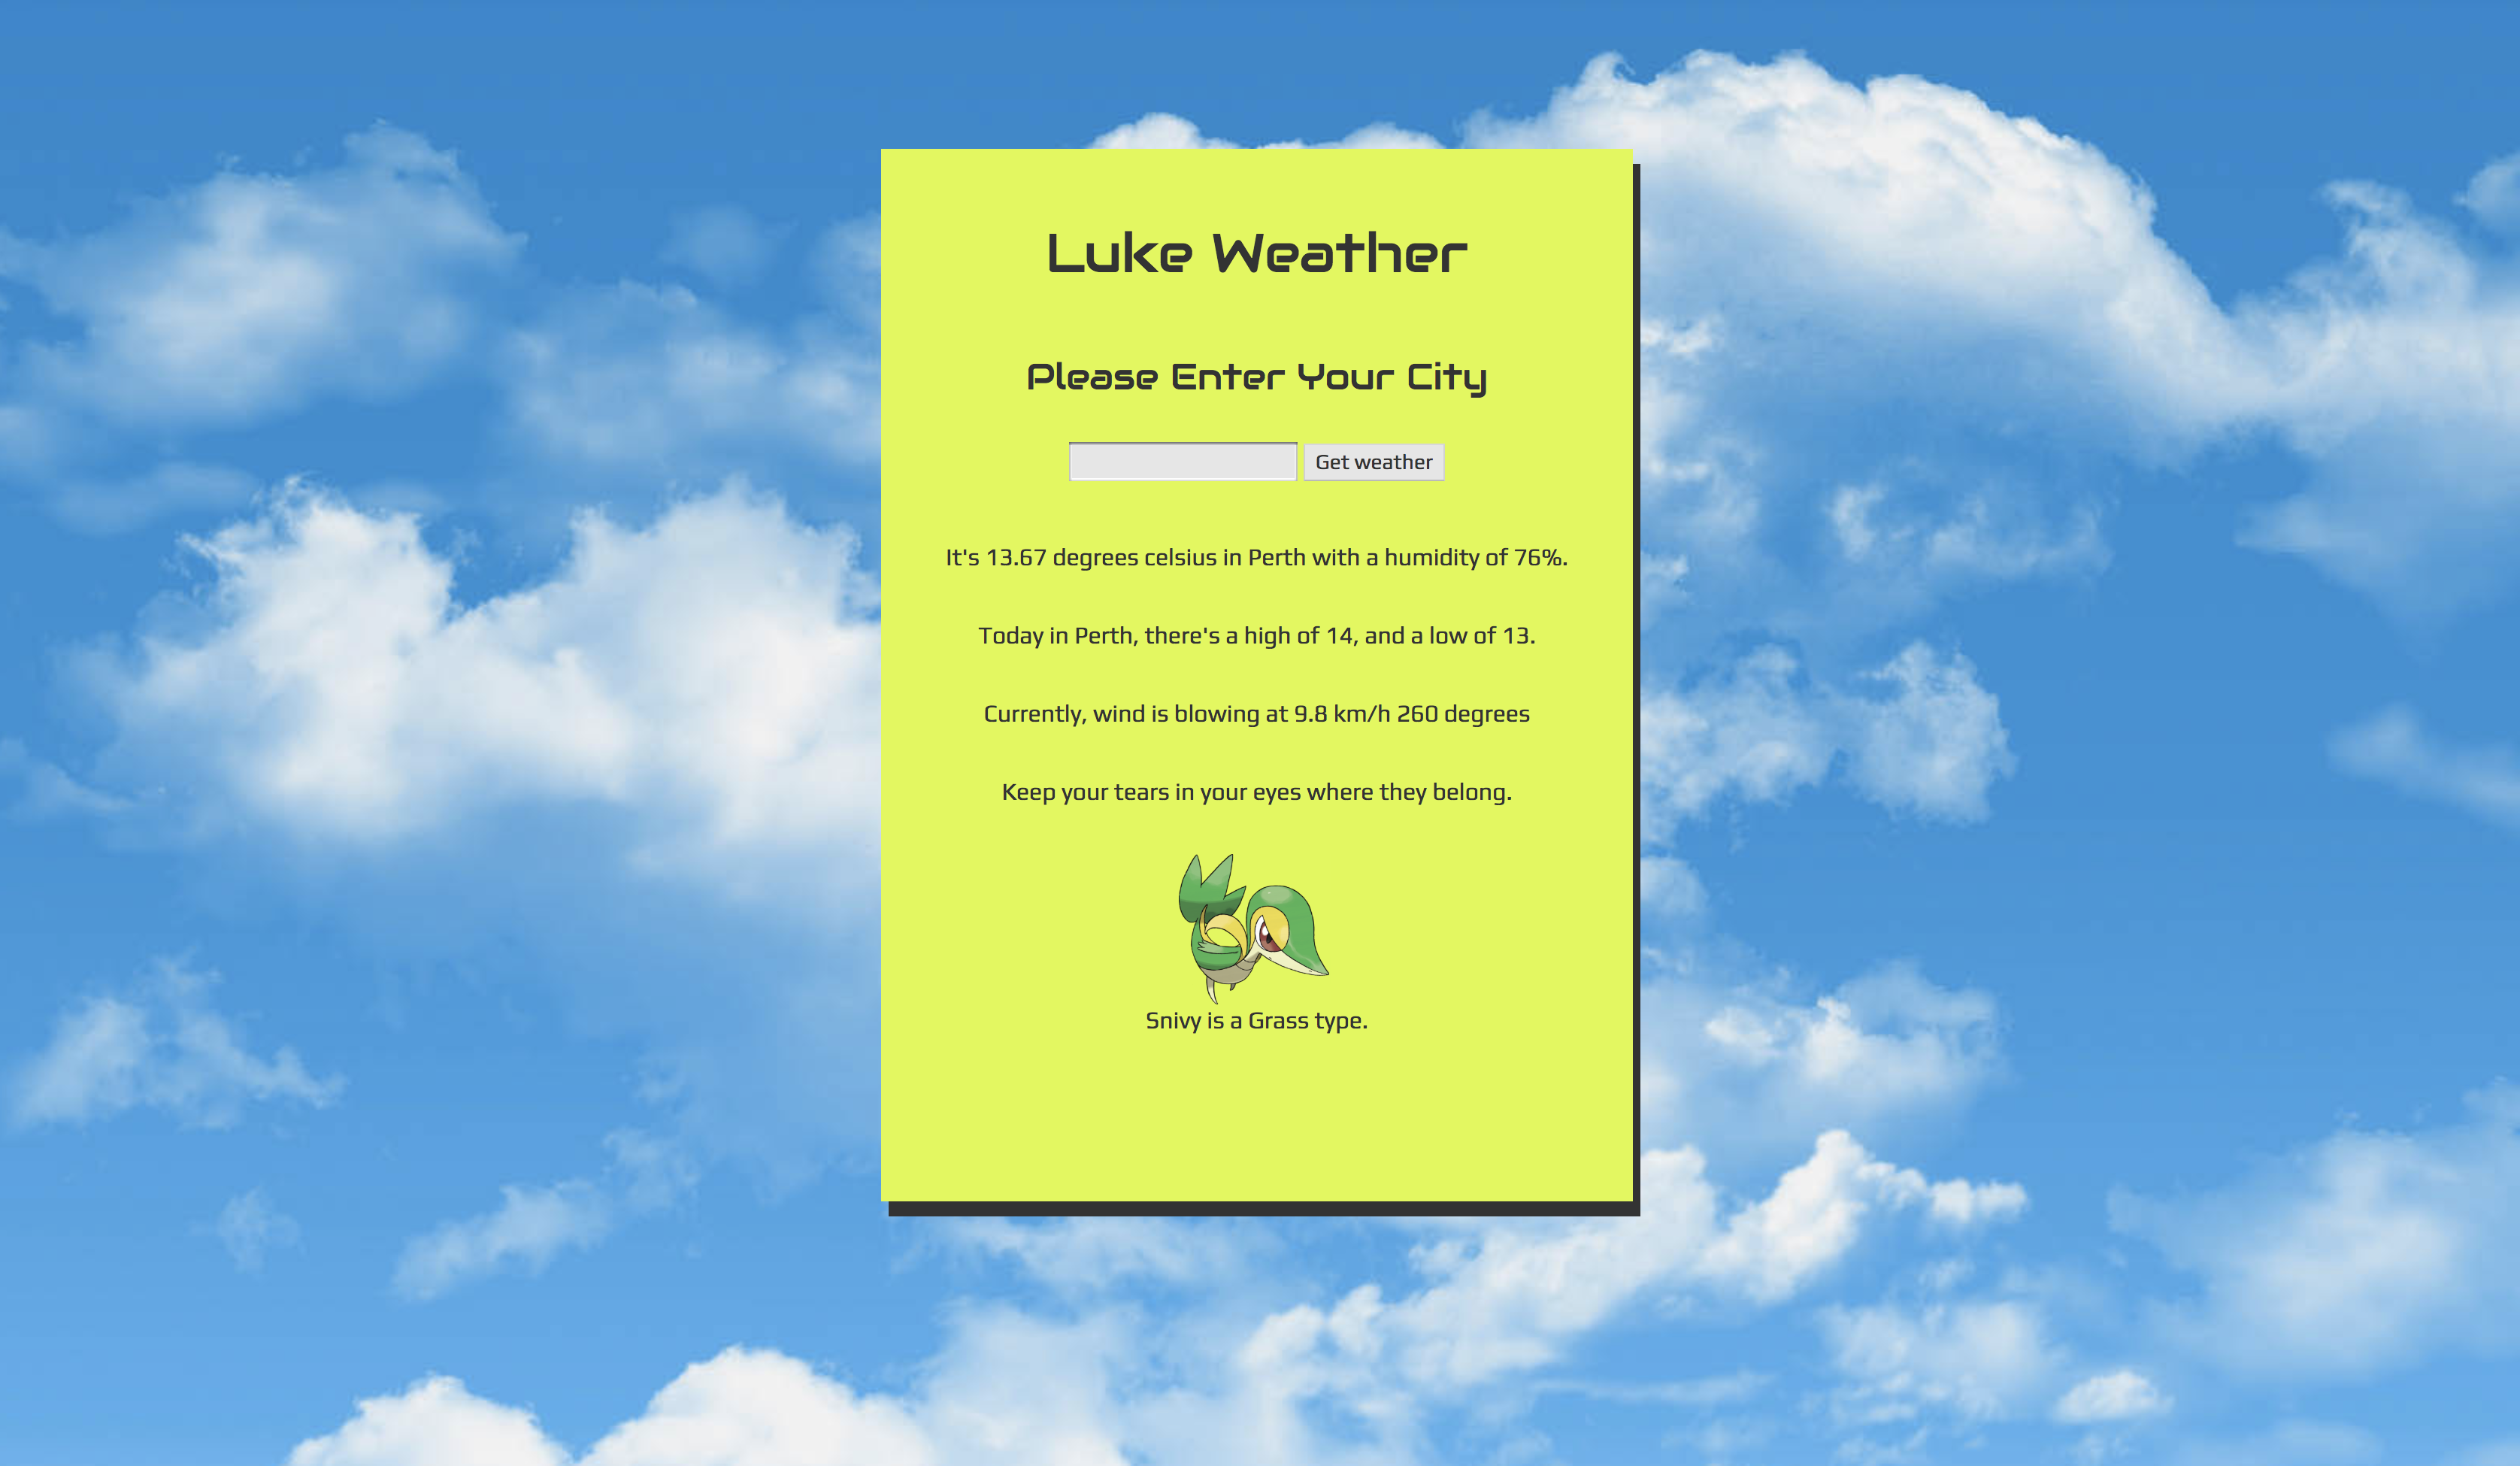 Luke Weather
Please Enter Your City
Get weather
It's 13.67 degrees celsius in Perth with a humidity of 76%.
Today in Perth, there's a high of 14, and a low of 13.
Currently, wind is blowing at 9.8 km/h 260 degrees
Keep your tears in your eyes where they belong.
Snivy is a Grass type.